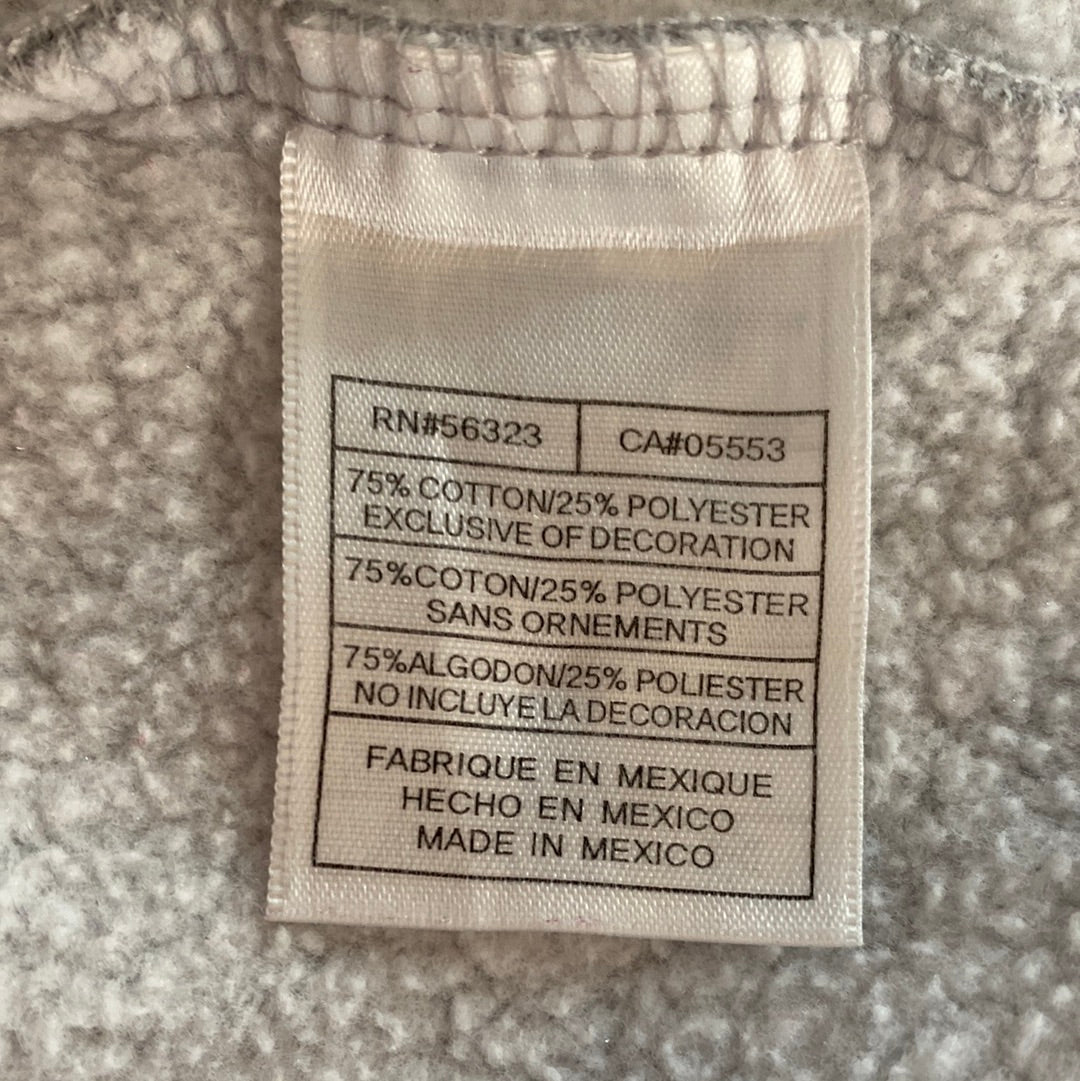 RN#56323 CA#05553
75% COTTON/25% POLYESTER
EXCLUSIVE OF DECORATION
75%COTON/25% POLYESTER
SANS ORNEMENTS
75%ALGODON/25% POLIESTER
NO INCLUYE LA DECORACION
FABRIQUE EN MEXIQUE
HECHO EN MEXICO
MADE IN MEXICO